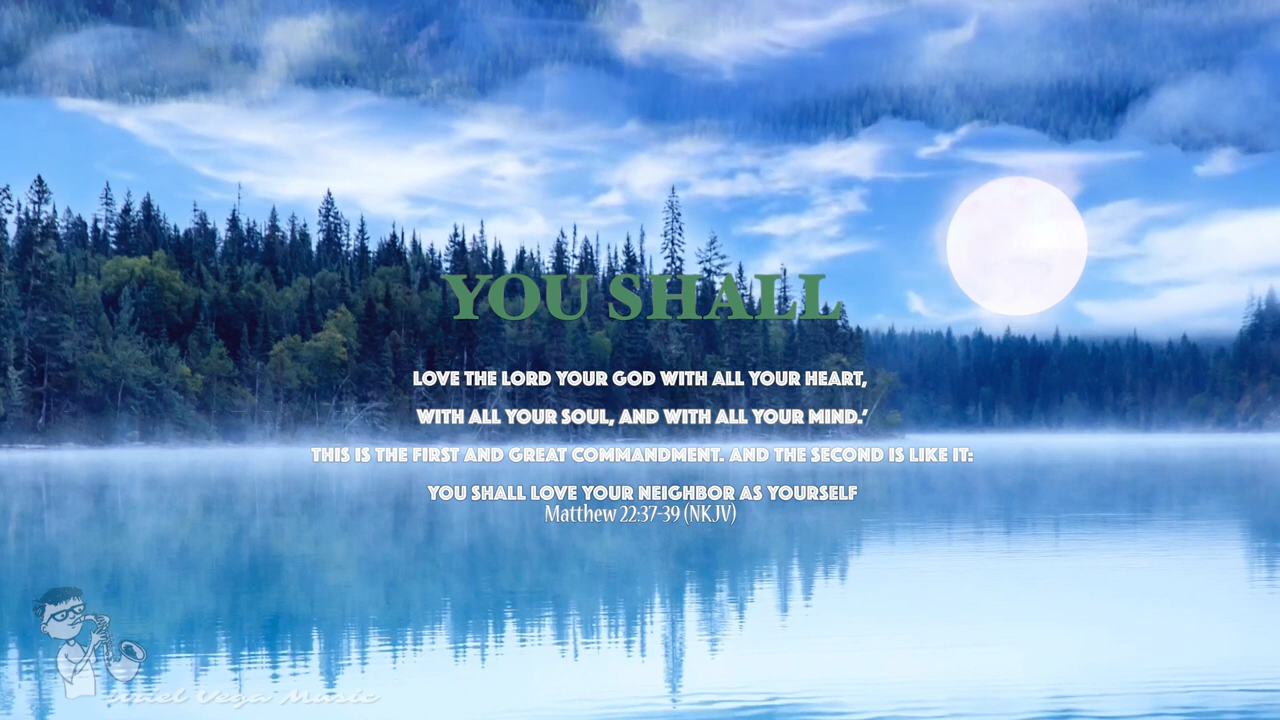 YOU SHALL
LOVE THE LORD YOUR GOD WITH ALL YOUR HEART,
WITH ALL YOUR SOUL, AND WITH ALL YOUR MIND.’
THIS IS THE FIRST AND GREAT COMMANDMENT. AND THE SECOND IS LIKE IT:
YOU SHALL LOVE YOUR NEIGHBOR AS YOURSELF
Matthew 22:37-39 (NKJV)
Vega Music